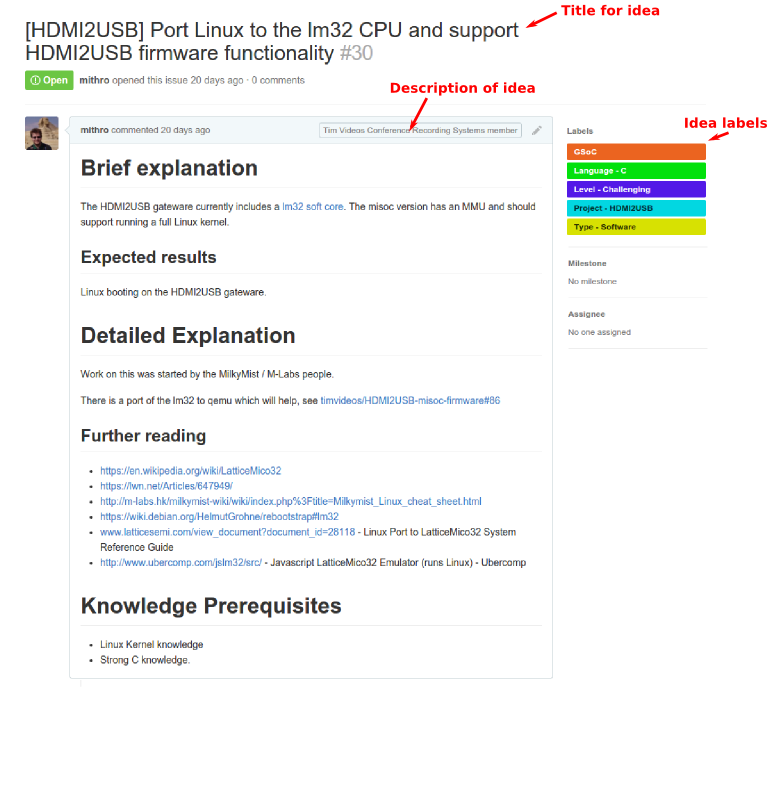 Title for idea
[HDMI2USB] Port Linux to the lm32 CPU and support
HDMI2USB firmware functionality #30
Open mithro opened this issue 20 days ago · 0 comments
Description of idea
Idea labels
mithro commented 20 days ago
Tim Videos Conference Recording Systems member
Brief explanation
The HDMI2USB gateware currently includes a lm32 soft core. The misoc version has an MMU and should
support running a full Linux kernel.
Expected results
Linux booting on the HDMI2USB gateware.
Detailed Explanation
Work on this was started by the MilkyMist / M-Labs people.
There is a port of the lm32 to qemu which will help, see timvideos/HDMI2USB-misoc-firmware#86
Further reading
• https://en.wikipedia.org/wiki/LatticeMico32
• https://lwn.net/Articles/647949/
• http://m-labs.hk/milkymist-wiki/wiki/index.php%3Ftitle=Milkymist_Linux_cheat_sheet.html
• https://wiki.debian.org/HelmutGrohne/rebootstrap#lm32
• www.latticesemi.com/view_document?document_id=28118 - Linux Port to LatticeMico32 System
Reference Guide
• http://www.ubercomp.com/jslm32/src/ - Javascript LatticeMico32 Emulator (runs Linux) - Ubercomp
Knowledge Prerequisites
• Linux Kernel knowledge
• Strong C knowledge.
Labels
GSoC
Language - C
Level - Challenging
Project - HDMI2USB
Type - Software
Milestone
No milestone
Assignee
No one assigned